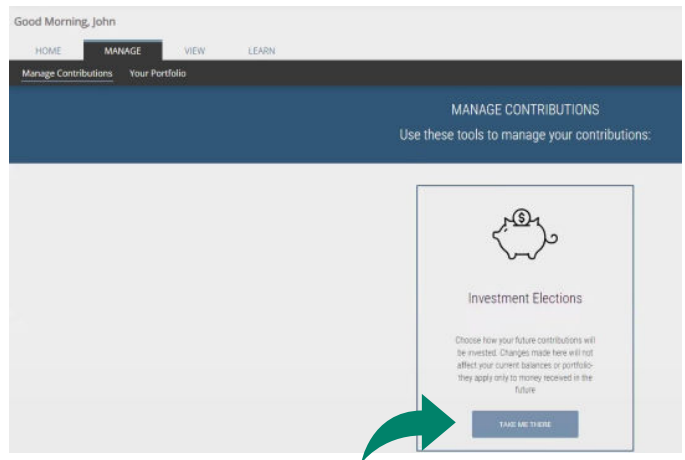 Good Morning, John
HOME MANAGE VIEW LEARN
Manage Contributions Your Portfolio
MANAGE CONTRIBUTIONS
Use these tools to manage your contributions:
$
Investment Elections
Choose how your future contributions will
be invested. Changes made here will not
affect your current balances or portfolio-
they apply only to money received in the
future
TAKE ME THERE